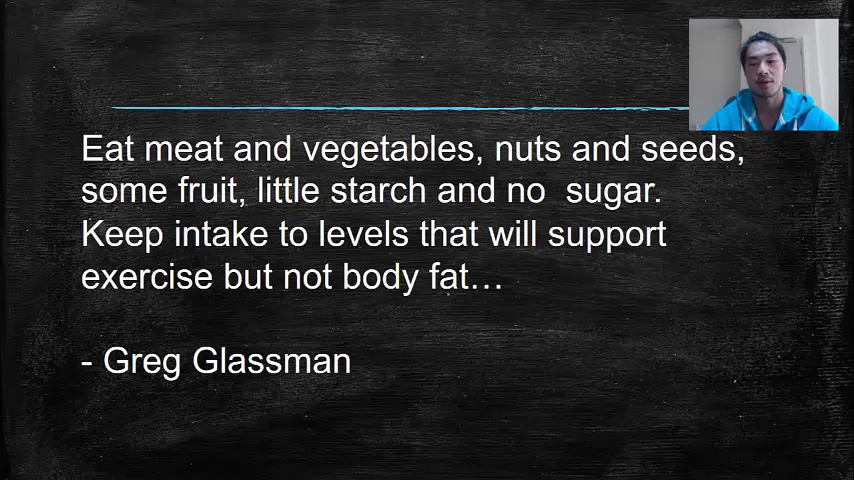 Eat meat and vegetables, nuts and seeds,
some fruit, little starch and no  sugar.
Keep intake to levels that will support
exercise but not body fat…
- Greg Glassman